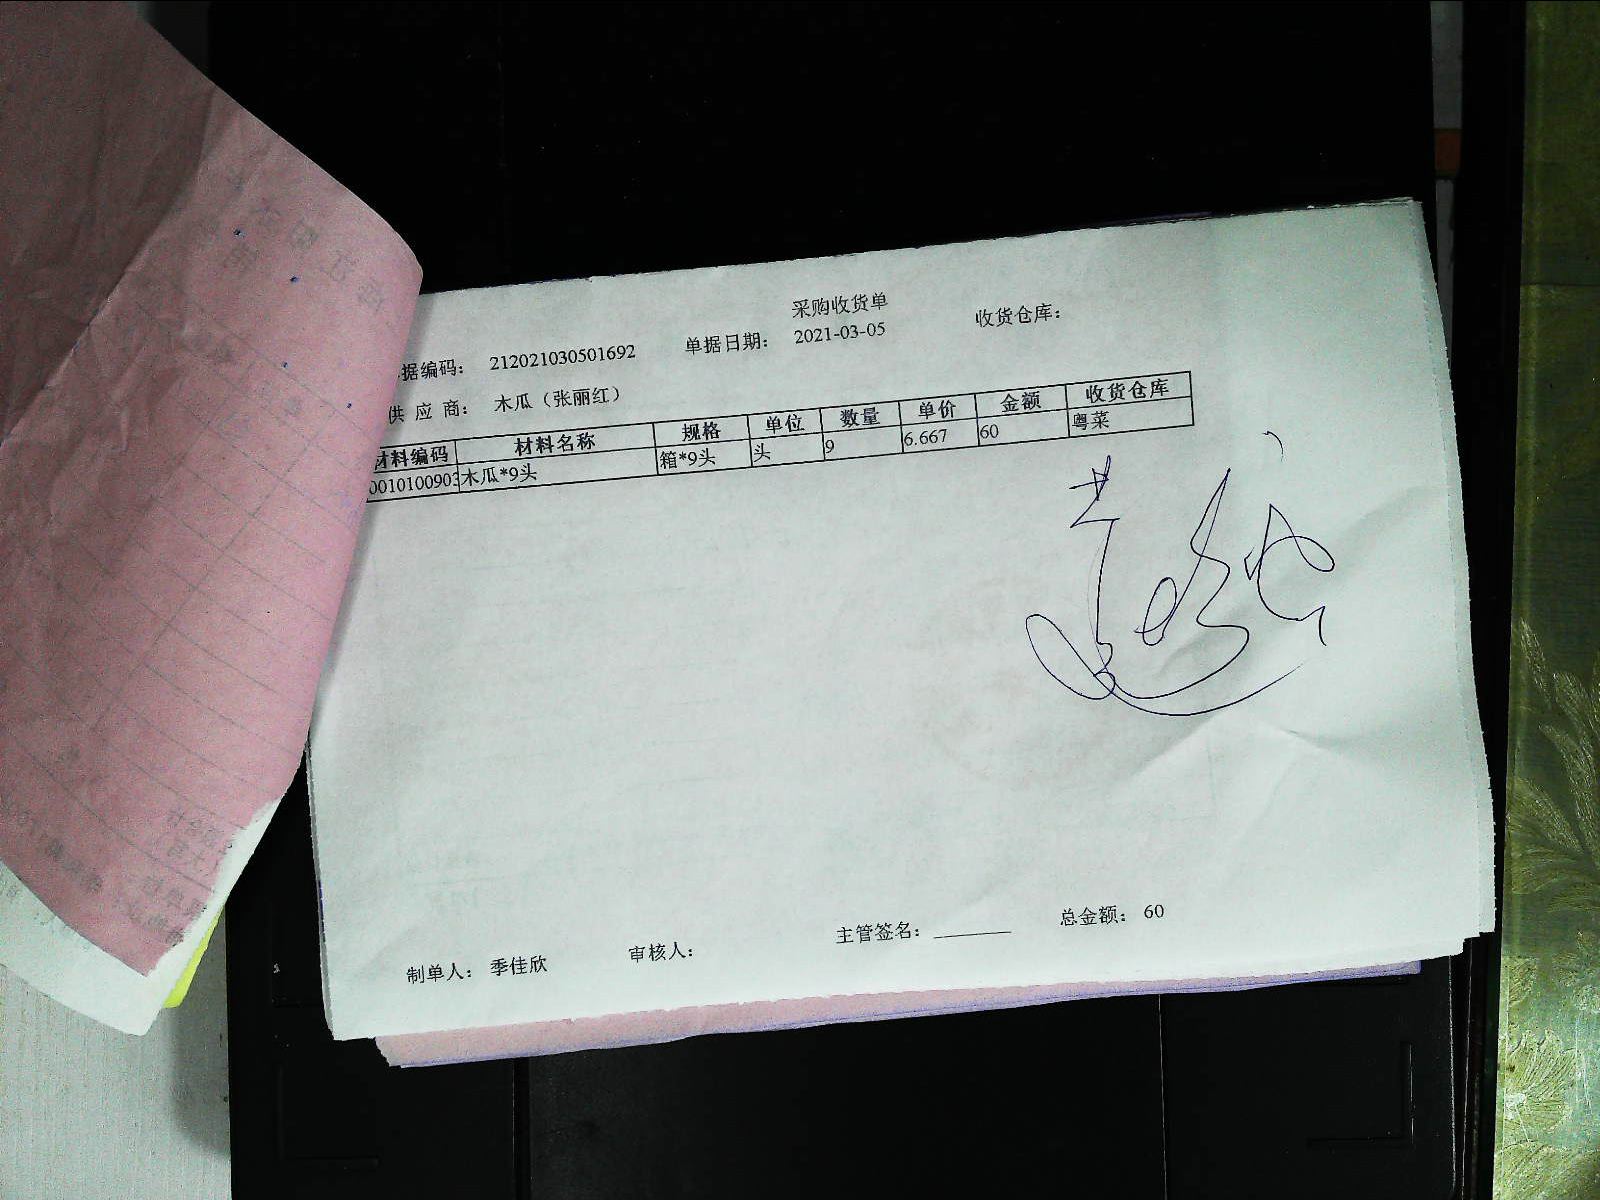 采购收货单
据编码： 212021030501692 单据日期： 2021-03-05 收货仓库：
供 应 商： 木瓜（张丽红）
材料编码 材料名称 规格 单位 数量 单价 金额 收货仓库
001010090 木瓜*9头 箱*9头 头 9 6.667 60 粤菜
制单人： 季佳欣 审核人： 主管签名： 总金额： 60